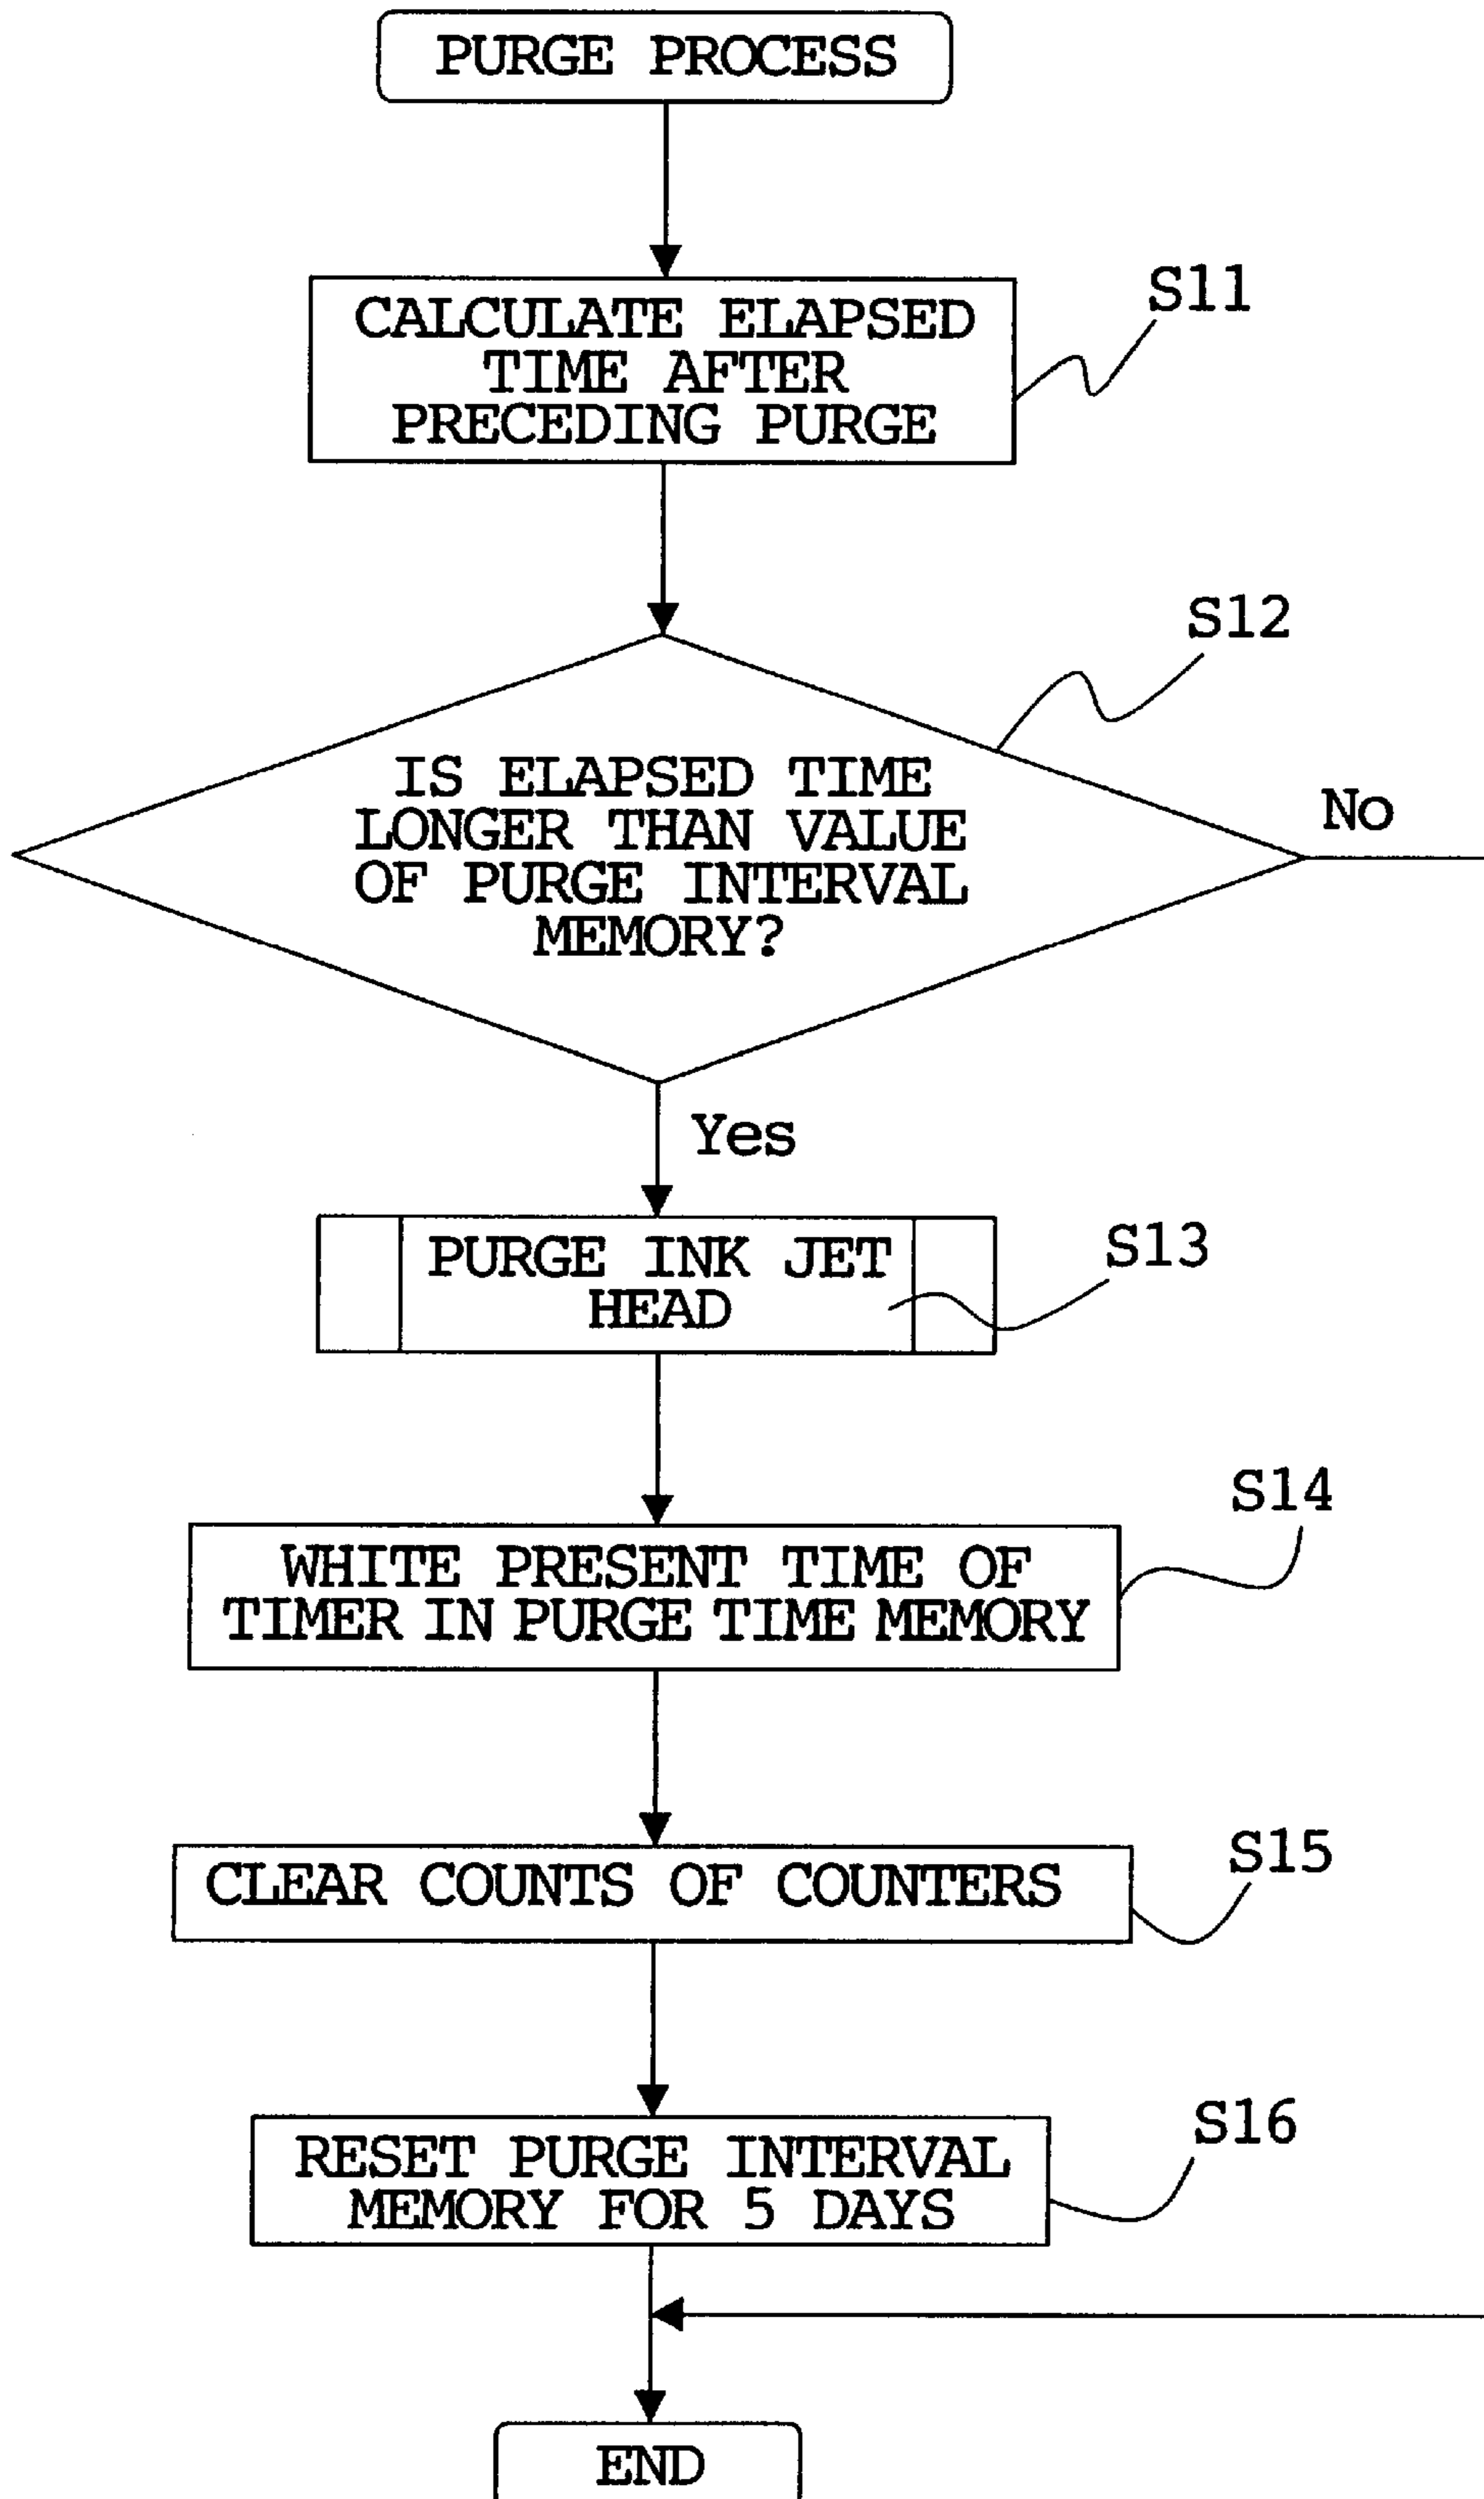 PURGE PROCESS
CALCULATE ELAPSED
TIME AFTER
PRECEDING PURGE
S11
S12
IS ELAPSED TIME
LONGER THAN VALUE
OF PURGE INTERVAL
MEMORY?
No
Yes
PURGE INK JET
HEAD
S13
S14
WHITE PRESENT TIME OF
TIMER IN PURGE TIME MEMORY
S15
CLEAR COUNTS OF COUNTERS
S16
RESET PURGE INTERVAL
MEMORY FOR 5 DAYS
END